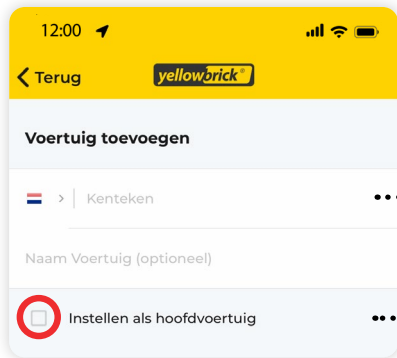 12:00
Terug
yellowbrick®
Voertuig toevoegen
Kenteken
Naam Voertuig (optioneel)
Instellen als hoofdvoertuig